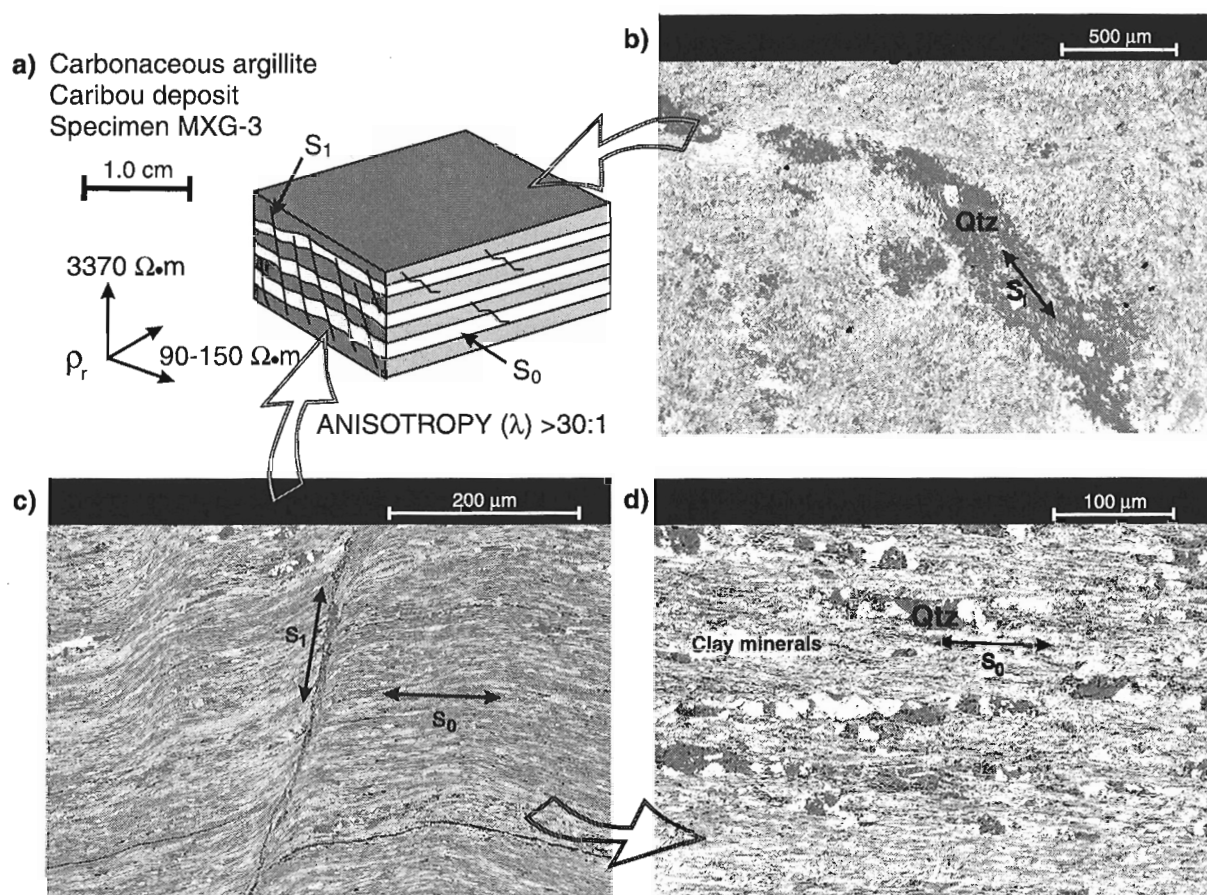 a) Carbonaceous argillite
Caribou deposit
Specimen MXG-3
1.0 cm
S₁
3370 Ω•m
ρᵣ
90-150 Ω•m
S₀
ANISOTROPY (λ) >30:1
b)
500 μm
Qtz
S₁
c)
200 μm
S₁
S₀
d)
100 μm
Qtz
Clay minerals
S₀